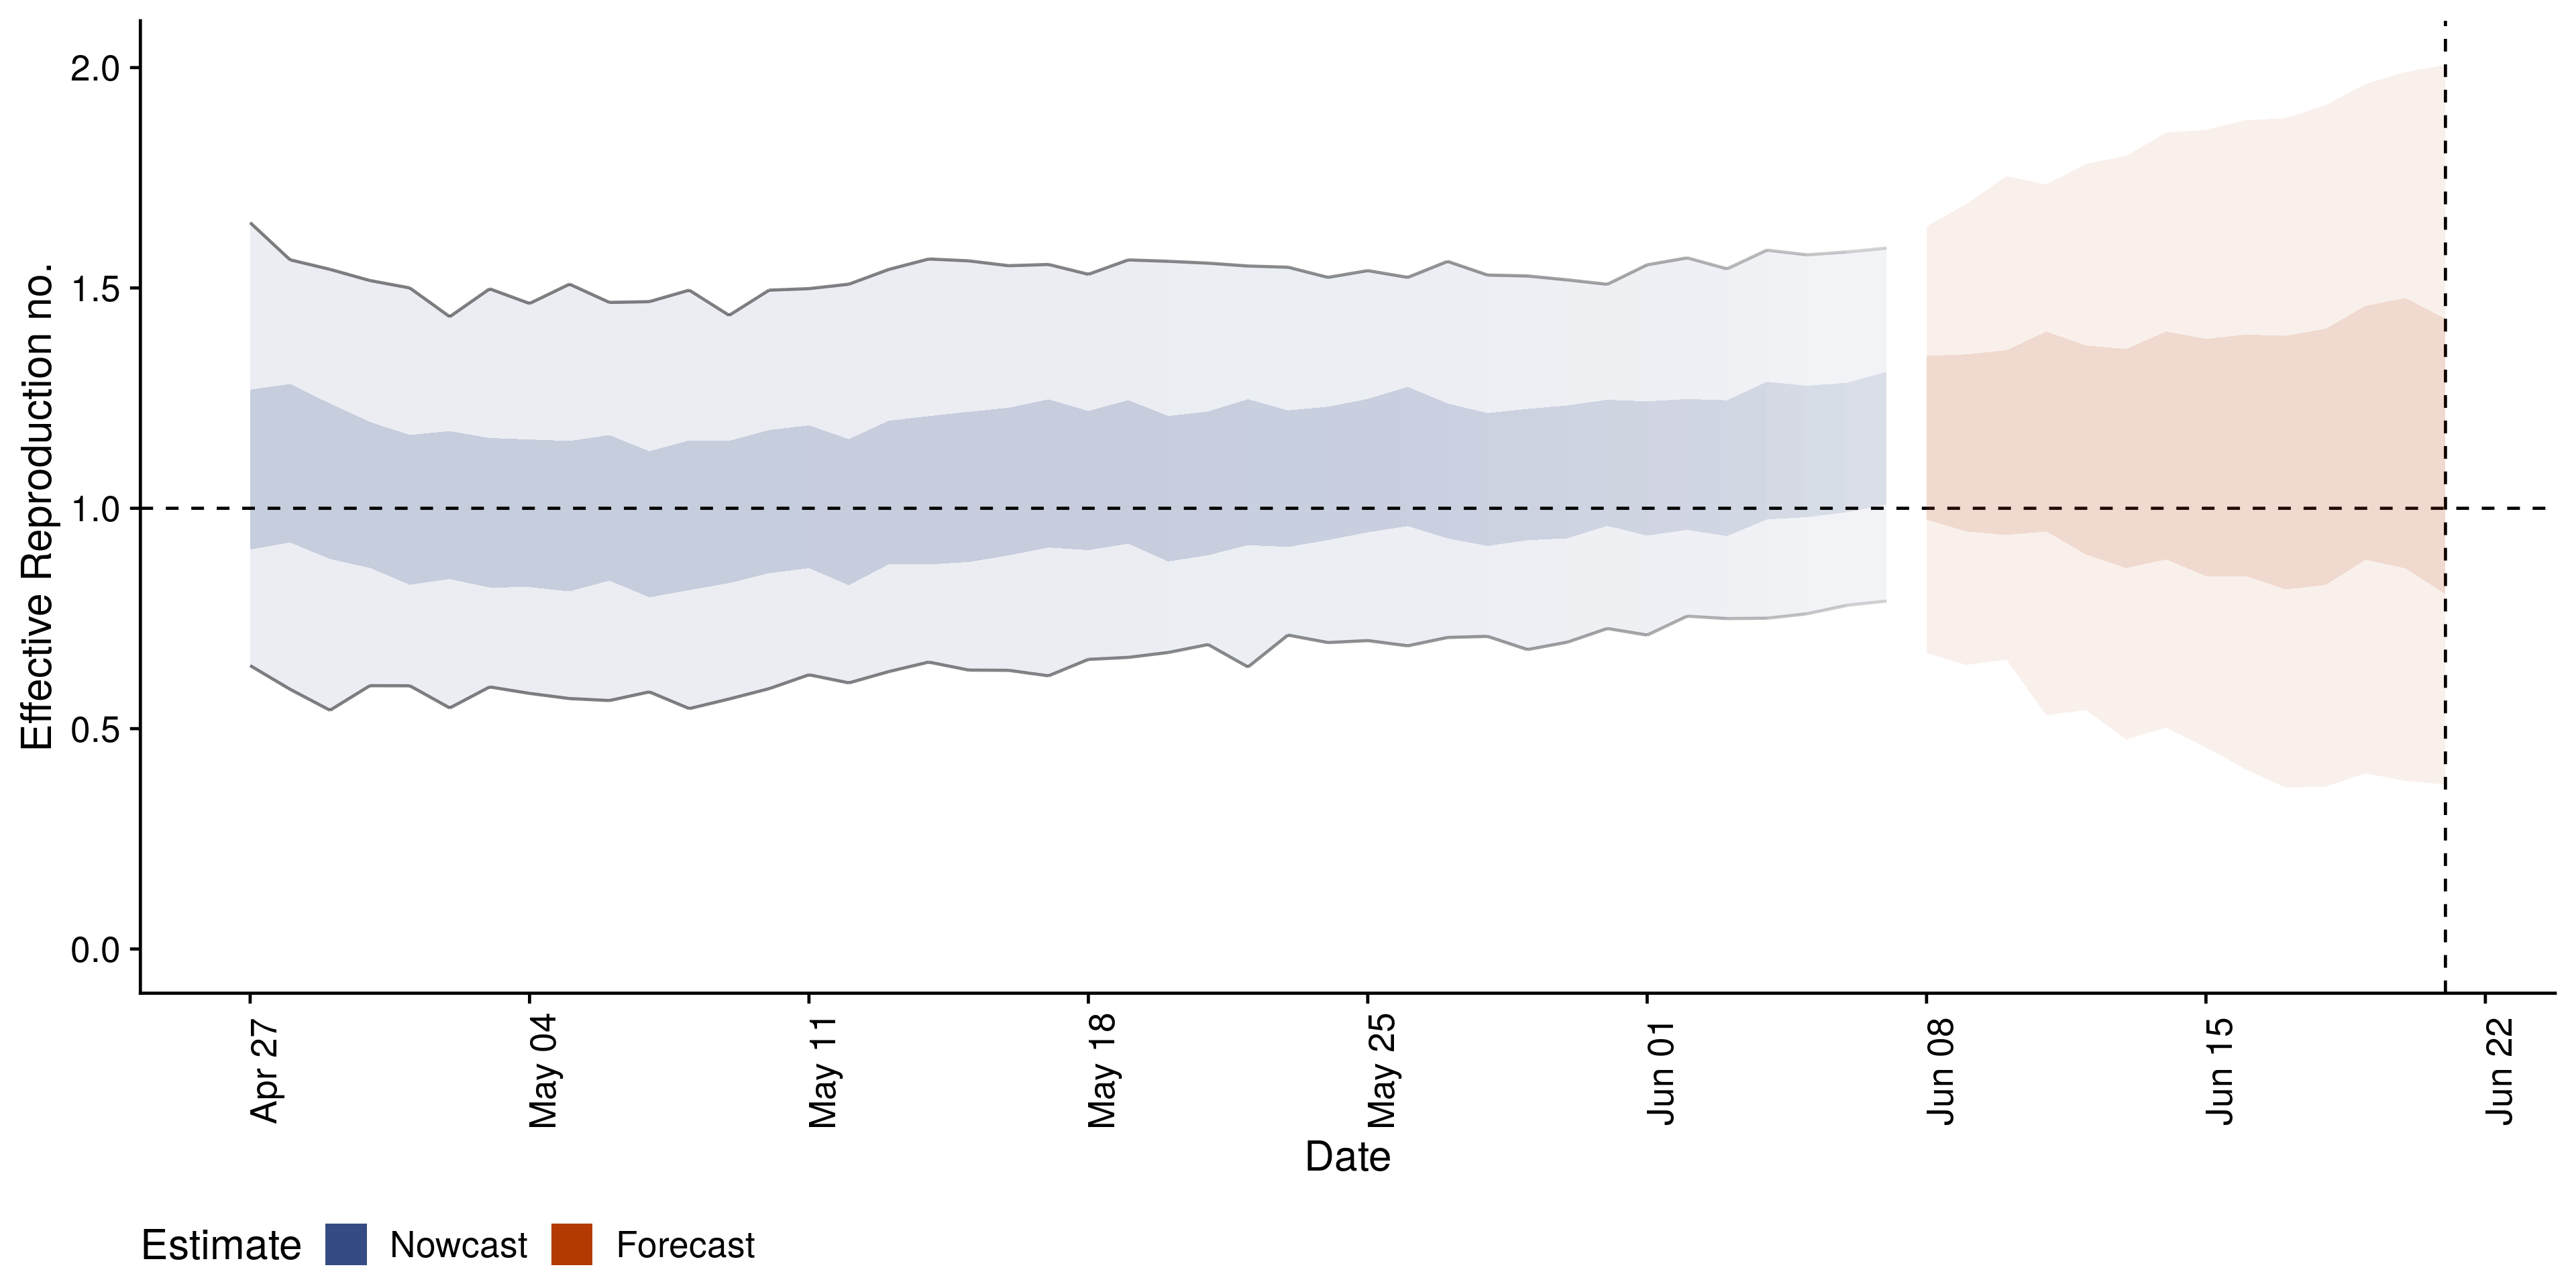 Effective Reproduction no.
2.0
1.5
1.0
0.5
0.0
Apr 27
May 04
May 11
May 18
May 25
Jun 01
Jun 08
Jun 15
Jun 22
Date
Estimate Nowcast Forecast